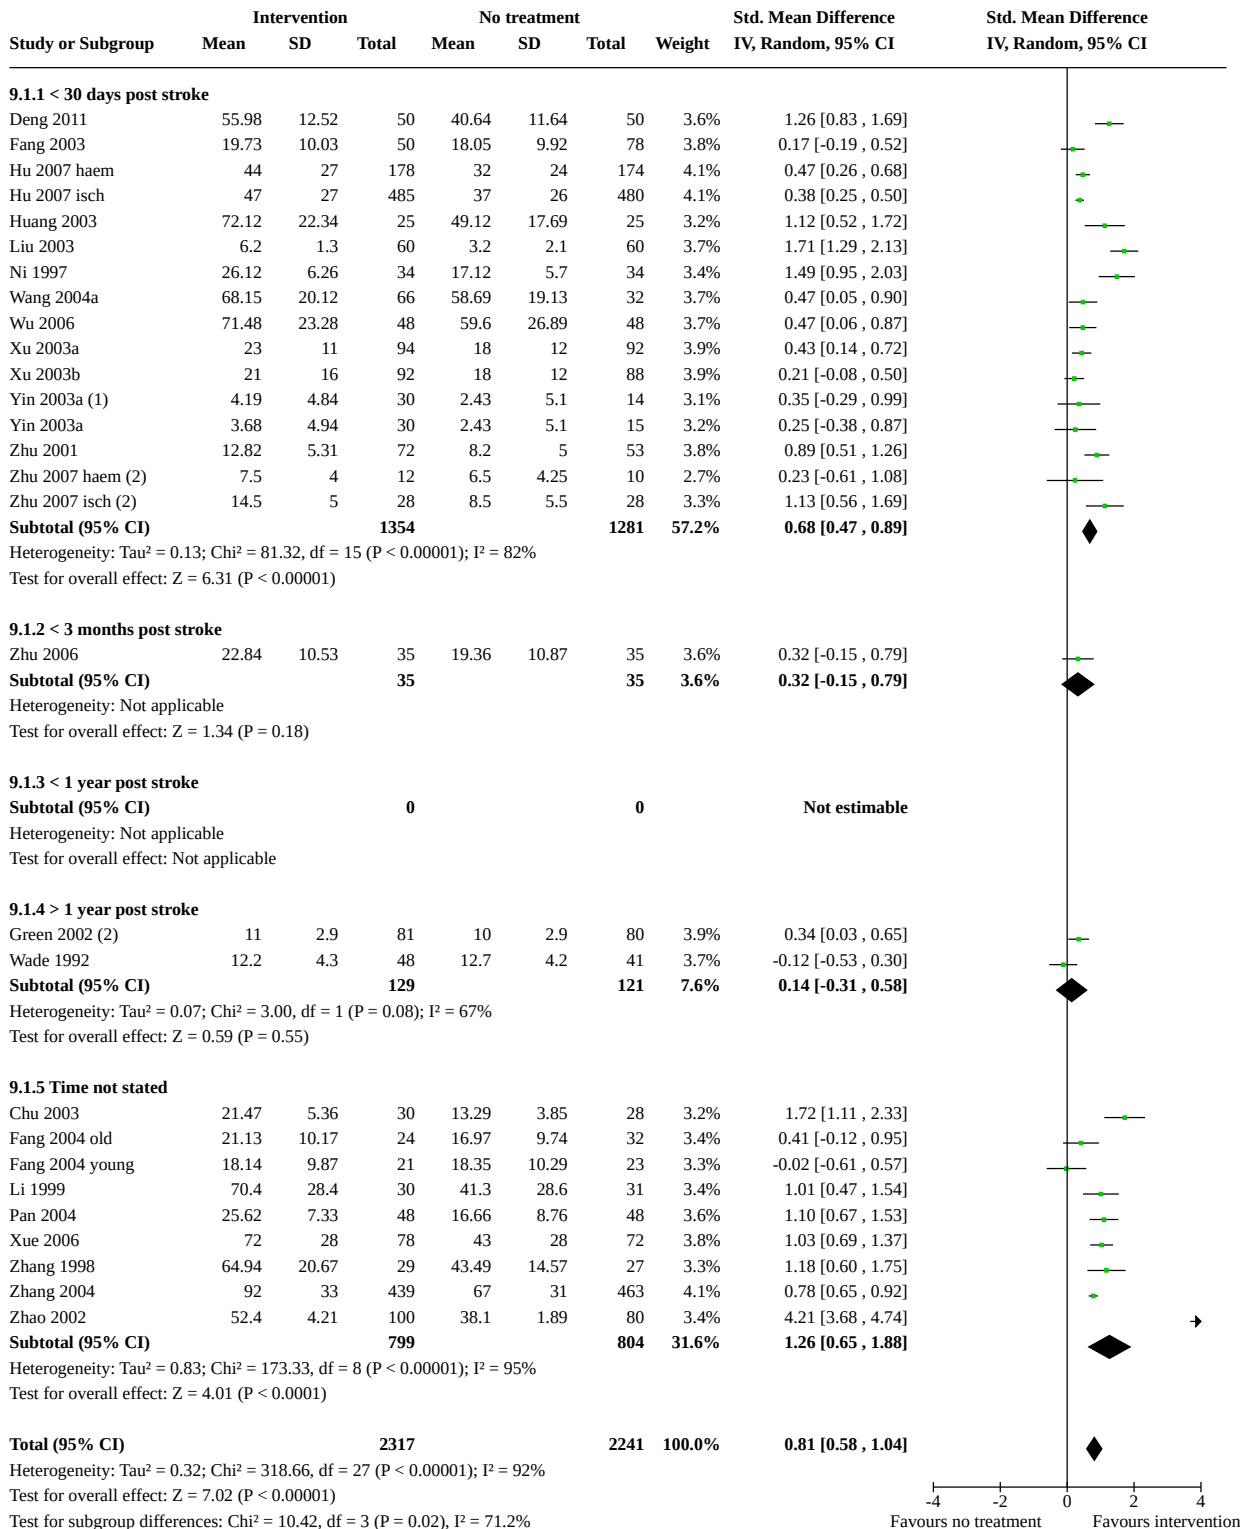 Intervention No treatment Std. Mean Difference Std. Mean Difference
Study or Subgroup Mean SD Total Mean SD Total Weight IV, Random, 95% CI IV, Random, 95% CI
9.1.1 < 30 days post stroke
Deng 2011 55.98 12.52 50 40.64 11.64 50 3.6% 1.26 [0.83 , 1.69]
Fang 2003 19.73 10.03 50 18.05 9.92 78 3.8% 0.17 [-0.19 , 0.52]
Hu 2007 haem 44 27 178 32 24 174 4.1% 0.47 [0.26 , 0.68]
Hu 2007 isch 47 27 485 37 26 480 4.1% 0.38 [0.25 , 0.50]
Huang 2003 72.12 22.34 25 49.12 17.69 25 3.2% 1.12 [0.52 , 1.72]
Liu 2003 6.2 1.3 60 3.2 2.1 60 3.7% 1.71 [1.29 , 2.13]
Ni 1997 26.12 6.26 34 17.12 5.7 34 3.4% 1.49 [0.95 , 2.03]
Wang 2004a 68.15 20.12 66 58.69 19.13 32 3.7% 0.47 [0.05 , 0.90]
Wu 2006 71.48 23.28 48 59.6 26.89 48 3.7% 0.47 [0.06 , 0.87]
Xu 2003a 23 11 94 18 12 92 3.9% 0.43 [0.14 , 0.72]
Xu 2003b 21 16 92 18 12 88 3.9% 0.21 [-0.08 , 0.50]
Yin 2003a (1) 4.19 4.84 30 2.43 5.1 14 3.1% 0.35 [-0.29 , 0.99]
Yin 2003a 3.68 4.94 30 2.43 5.1 15 3.2% 0.25 [-0.38 , 0.87]
Zhu 2001 12.82 5.31 72 8.2 5 53 3.8% 0.89 [0.51 , 1.26]
Zhu 2007 haem (2) 7.5 4 12 6.5 4.25 10 2.7% 0.23 [-0.61 , 1.08]
Zhu 2007 isch (2) 14.5 5 28 8.5 5.5 28 3.3% 1.13 [0.56 , 1.69]
Subtotal (95% CI) 1354 1281 57.2% 0.68 [0.47 , 0.89]
Heterogeneity: Tau² = 0.13; Chi² = 81.32, df = 15 (P < 0.00001); I² = 82%
Test for overall effect: Z = 6.31 (P < 0.00001)
9.1.2 < 3 months post stroke
Zhu 2006 22.84 10.53 35 19.36 10.87 35 3.6% 0.32 [-0.15 , 0.79]
Subtotal (95% CI) 35 35 3.6% 0.32 [-0.15 , 0.79]
Heterogeneity: Not applicable
Test for overall effect: Z = 1.34 (P = 0.18)
9.1.3 < 1 year post stroke
Subtotal (95% CI) 0 0 Not estimable
Heterogeneity: Not applicable
Test for overall effect: Not applicable
9.1.4 > 1 year post stroke
Green 2002 (2) 11 2.9 81 10 2.9 80 3.9% 0.34 [0.03 , 0.65]
Wade 1992 12.2 4.3 48 12.7 4.2 41 3.7% -0.12 [-0.53 , 0.30]
Subtotal (95% CI) 129 121 7.6% 0.14 [-0.31 , 0.58]
Heterogeneity: Tau² = 0.07; Chi² = 3.00, df = 1 (P = 0.08); I² = 67%
Test for overall effect: Z = 0.59 (P = 0.55)
9.1.5 Time not stated
Chu 2003 21.47 5.36 30 13.29 3.85 28 3.2% 1.72 [1.11 , 2.33]
Fang 2004 old 21.13 10.17 24 16.97 9.74 32 3.4% 0.41 [-0.12 , 0.95]
Fang 2004 young 18.14 9.87 21 18.35 10.29 23 3.3% -0.02 [-0.61 , 0.57]
Li 1999 70.4 28.4 30 41.3 28.6 31 3.4% 1.01 [0.47 , 1.54]
Pan 2004 25.62 7.33 48 16.66 8.76 48 3.6% 1.10 [0.67 , 1.53]
Xue 2006 72 28 78 43 28 72 3.8% 1.03 [0.69 , 1.37]
Zhang 1998 64.94 20.67 29 43.49 14.57 27 3.3% 1.18 [0.60 , 1.75]
Zhang 2004 92 33 439 67 31 463 4.1% 0.78 [0.65 , 0.92]
Zhao 2002 52.4 4.21 100 38.1 1.89 80 3.4% 4.21 [3.68 , 4.74]
Subtotal (95% CI) 799 804 31.6% 1.26 [0.65 , 1.88]
Heterogeneity: Tau² = 0.83; Chi² = 173.33, df = 8 (P < 0.00001); I² = 95%
Test for overall effect: Z = 4.01 (P < 0.0001)
Total (95% CI) 2317 2241 100.0% 0.81 [0.58 , 1.04]
Heterogeneity: Tau² = 0.32; Chi² = 318.66, df = 27 (P < 0.00001); I² = 92%
Test for overall effect: Z = 7.02 (P < 0.00001) -4 -2 0 2 4
Test for subgroup differences: Chi² = 10.42, df = 3 (P = 0.02), I² = 71.2% Favours no treatment Favours intervention